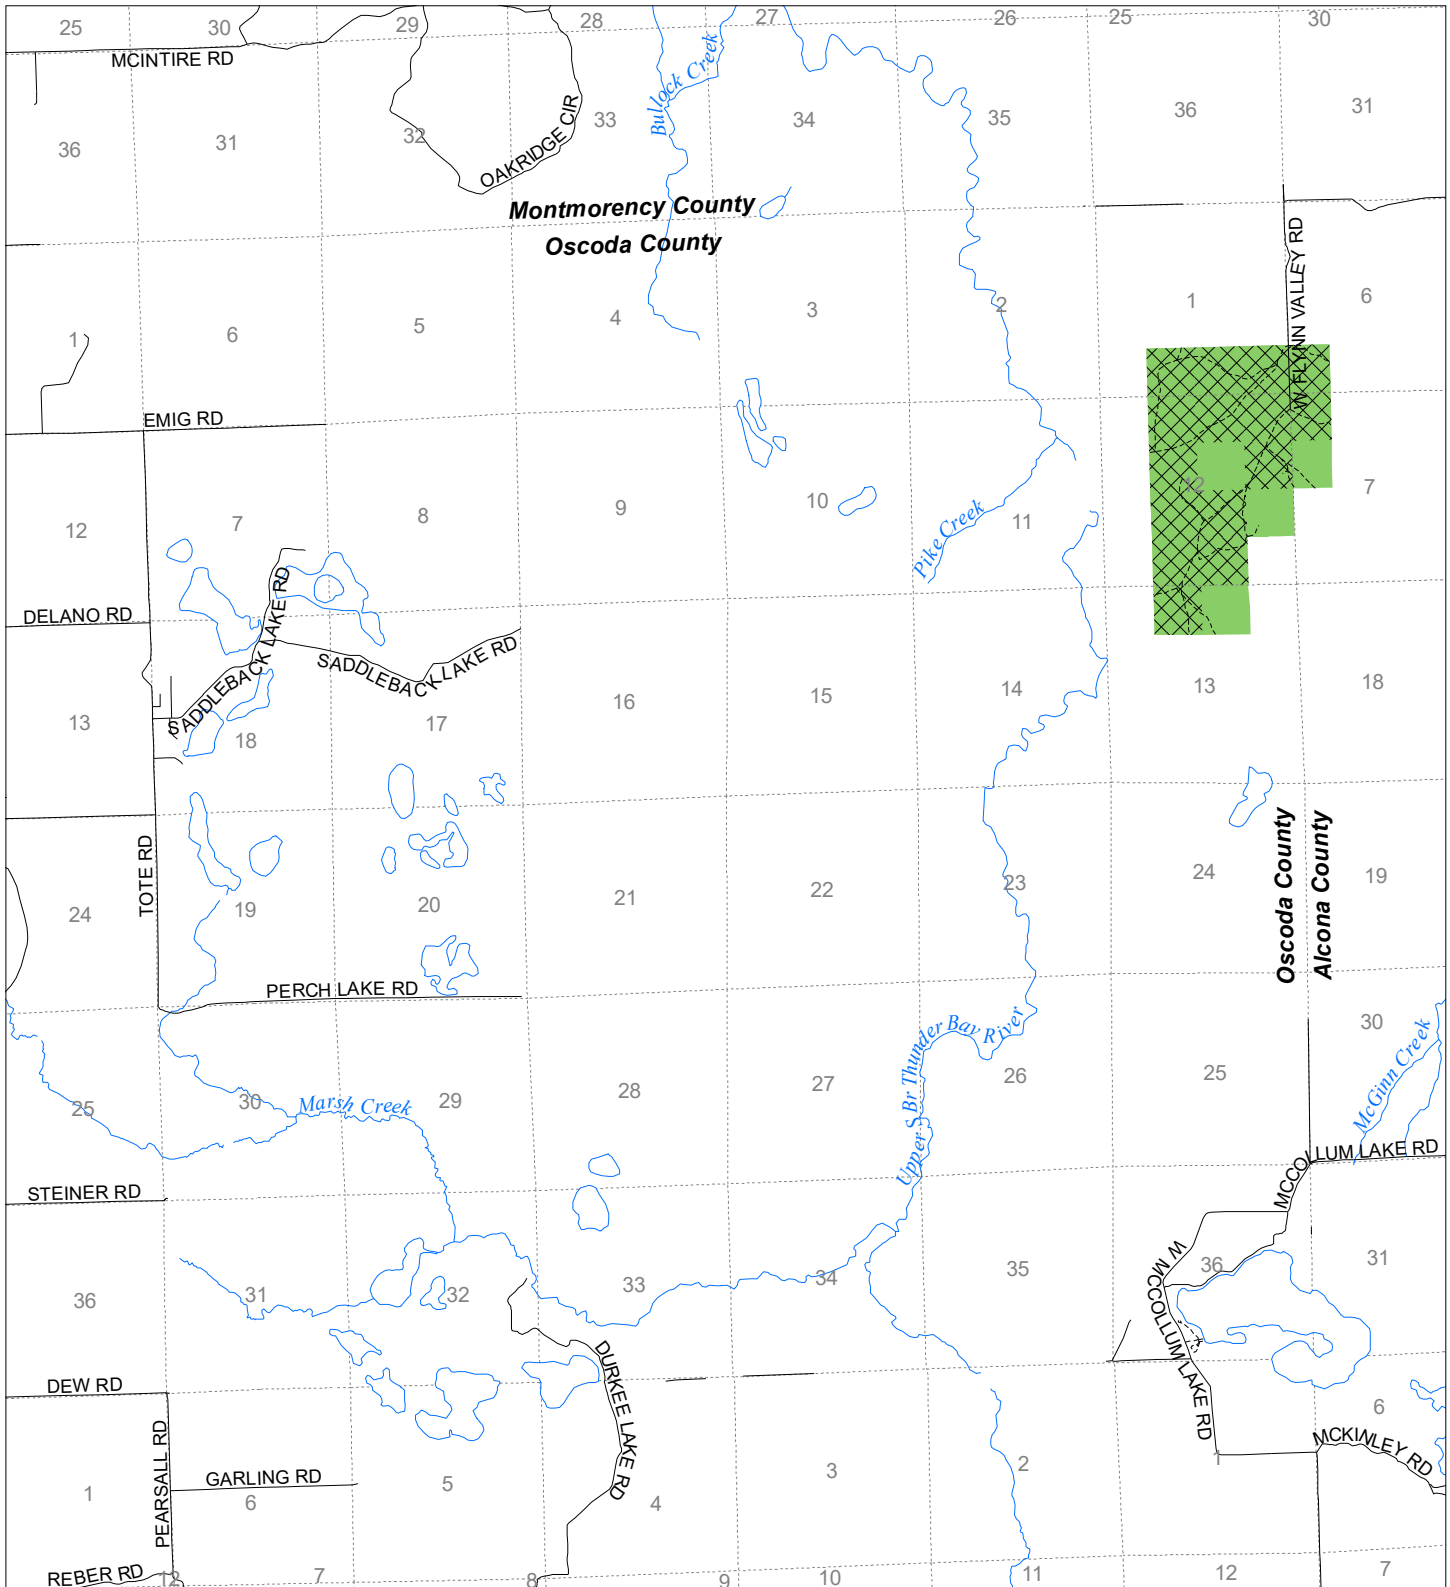 25 30 29 28 27 26 25 30
MCINTIRE RD
36 31 32 33 34 35 36 31
OAKRIDGE CIR
Bullock Creek
Montmorency County
Oscoda County
W FLYNN VALLEY RD
1 6 5 4 3 2 1 6
EMIG RD
12 7 8 9 10 11 12 7
Pike Creek
DELANO RD
SADDLEBACK LAKE RD
SADDLEBACK LAKE RD
13 18 17 16 15 14 13 18
TOTE RD
24 19 20 21 22 23 24 19
Oscoda County
Alcona County
PERCH LAKE RD
Upper S Br Thunder Bay River
McGinn Creek
25 30 29 28 27 26 25 30
Marsh Creek
MCCOLLUM LAKE RD
STEINER RD
36 31 32 33 34 35 36 31
W MCCOLLUM LAKE RD
DEW RD
DURKEE LAKE RD
PEARSALL RD
GARLING RD
MCKINLEY RD
1 6 5 4 3 2 1 6
REBER RD
12 7 8 9 10 11 12 7